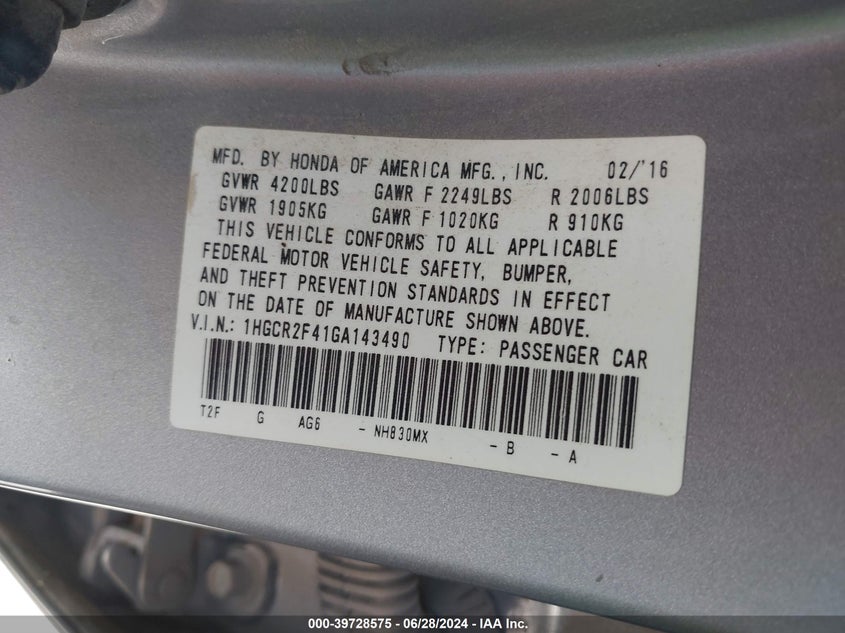 MFD. BY HONDA OF AMERICA MFG., INC. 02/'16
GVWR 4200LBS GAWR F 2249LBS R 2006LBS
GVWR 1905KG GAWR F 1020KG R 910KG
THIS VEHICLE CONFORMS TO ALL APPLICABLE
FEDERAL MOTOR VEHICLE SAFETY, BUMPER,
AND THEFT PREVENTION STANDARDS IN EFFECT
ON THE DATE OF MANUFACTURE SHOWN ABOVE.
V.I.N.: 1HGCR2F41GA143490 TYPE: PASSENGER CAR
T2F G AG6 - NH830MX - B - A
000-39728575 | 06/28/2024 | IAA Inc.